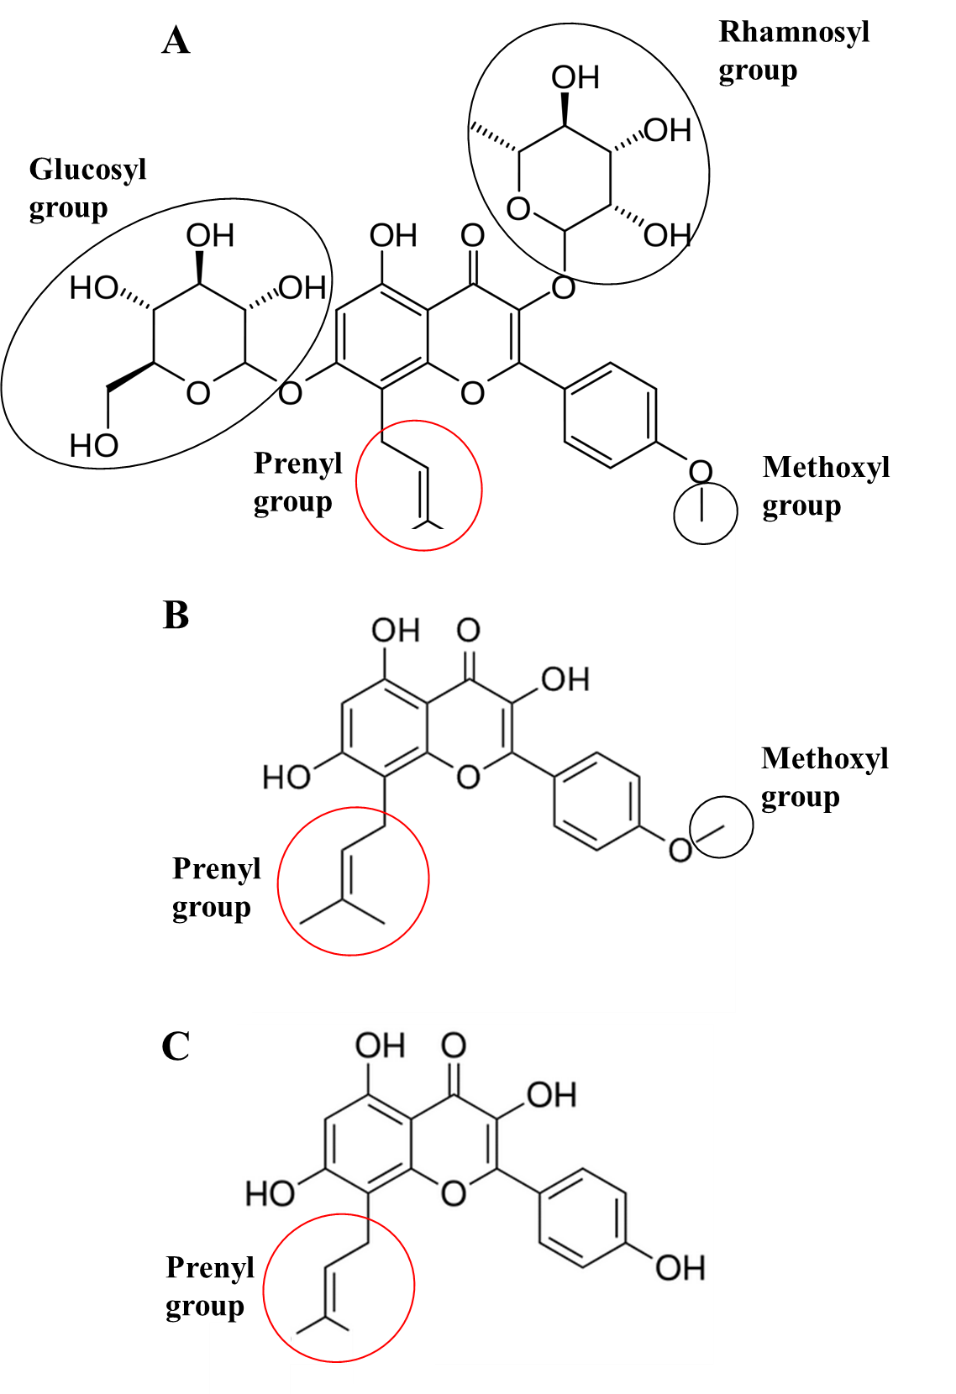 A
Rhamnosyl
group
OH
OH
O
OH
Glucosyl
group
OH
OH
O
HO
OH
O
O
O
O
HO
O
Prenyl
group
Methoxyl
group
B
OH
O
OH
HO
O
Methoxyl
group
O
Prenyl
group
C
OH
O
OH
HO
O
OH
Prenyl
group